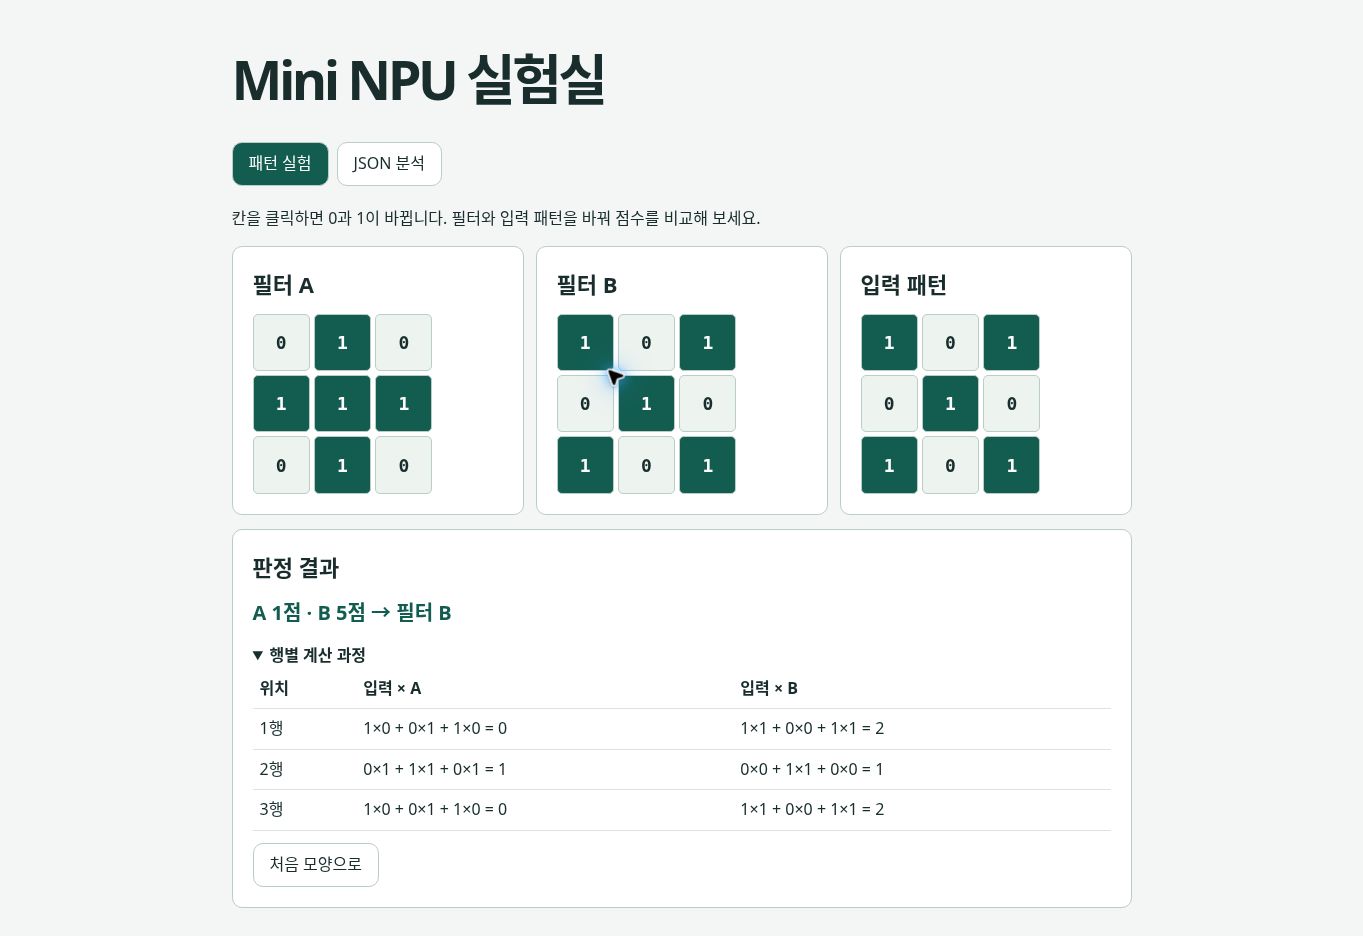 Mini NPU 실험실
패턴 실험 JSON 분석
칸을 클릭하면 0과 1이 바뀝니다. 필터와 입력 패턴을 바꿔 점수를 비교해 보세요.
필터 A
0 1 0
1 1 1
0 1 0
필터 B
1 0 1
0 1 0
1 0 1
입력 패턴
1 0 1
0 1 0
1 0 1
판정 결과
A 1점 · B 5점 → 필터 B
▼ 행별 계산 과정
위치 입력 × A 입력 × B
1행 1×0 + 0×1 + 1×0 = 0 1×1 + 0×0 + 1×1 = 2
2행 0×1 + 1×1 + 0×1 = 1 0×0 + 1×1 + 0×0 = 1
3행 1×0 + 0×1 + 1×0 = 0 1×1 + 0×0 + 1×1 = 2
처음 모양으로